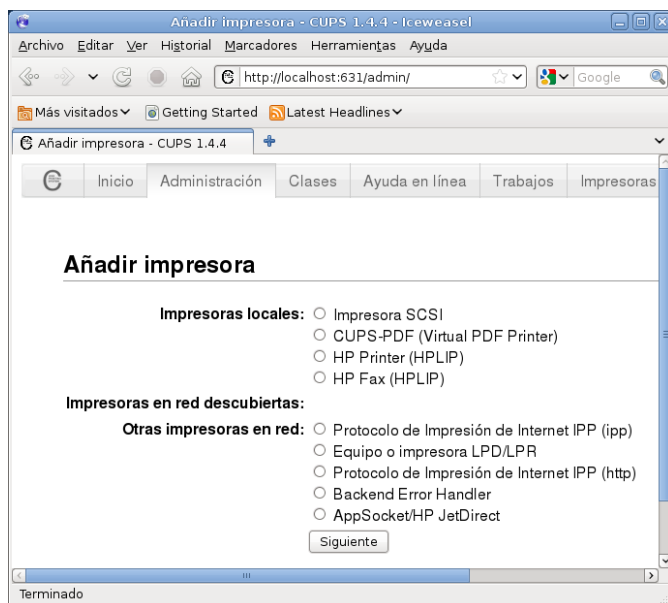 Añadir impresora - CUPS 1.4.4 - Iceweasel
Archivo Editar Ver Historial Marcadores Herramientas Ayuda
http://localhost:631/admin/ Google
Más visitados Getting Started Latest Headlines
Añadir impresora - CUPS 1.4.4
Inicio Administración Clases Ayuda en línea Trabajos Impresoras
Añadir impresora
Impresoras locales: Impresora SCSI
CUPS-PDF (Virtual PDF Printer)
HP Printer (HPLIP)
HP Fax (HPLIP)
Impresoras en red descubiertas:
Otras impresoras en red: Protocolo de Impresión de Internet IPP (ipp)
Equipo o impresora LPD/LPR
Protocolo de Impresión de Internet IPP (http)
Backend Error Handler
AppSocket/HP JetDirect
Siguiente
Terminado